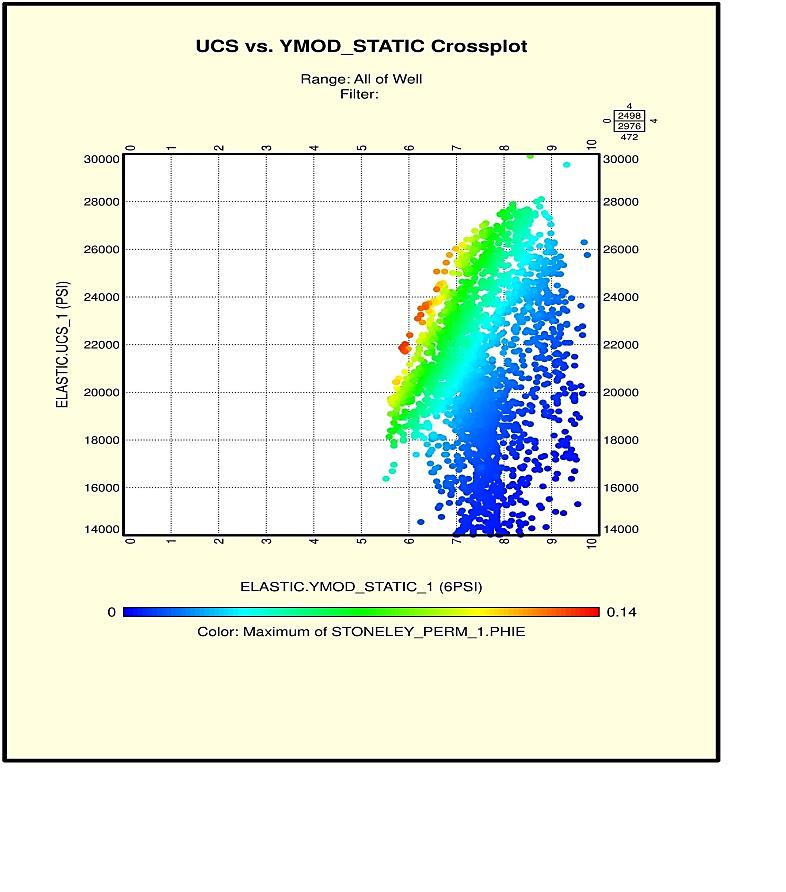 UCS vs. YMOD_STATIC Crossplot
Range: All of Well
Filter:
4
0 2498 4
2976
472
0 1 2 3 4 5 6 7 8 9 10
30000 30000
28000 28000
26000 26000
24000 24000
22000 22000
20000 20000
18000 18000
16000 16000
14000 14000
ELASTIC.UCS_1 (PSI)
0 1 2 3 4 5 6 7 8 9 10
ELASTIC.YMOD_STATIC_1 (6PSI)
0 0.14
Color: Maximum of STONELEY_PERM_1.PHIE